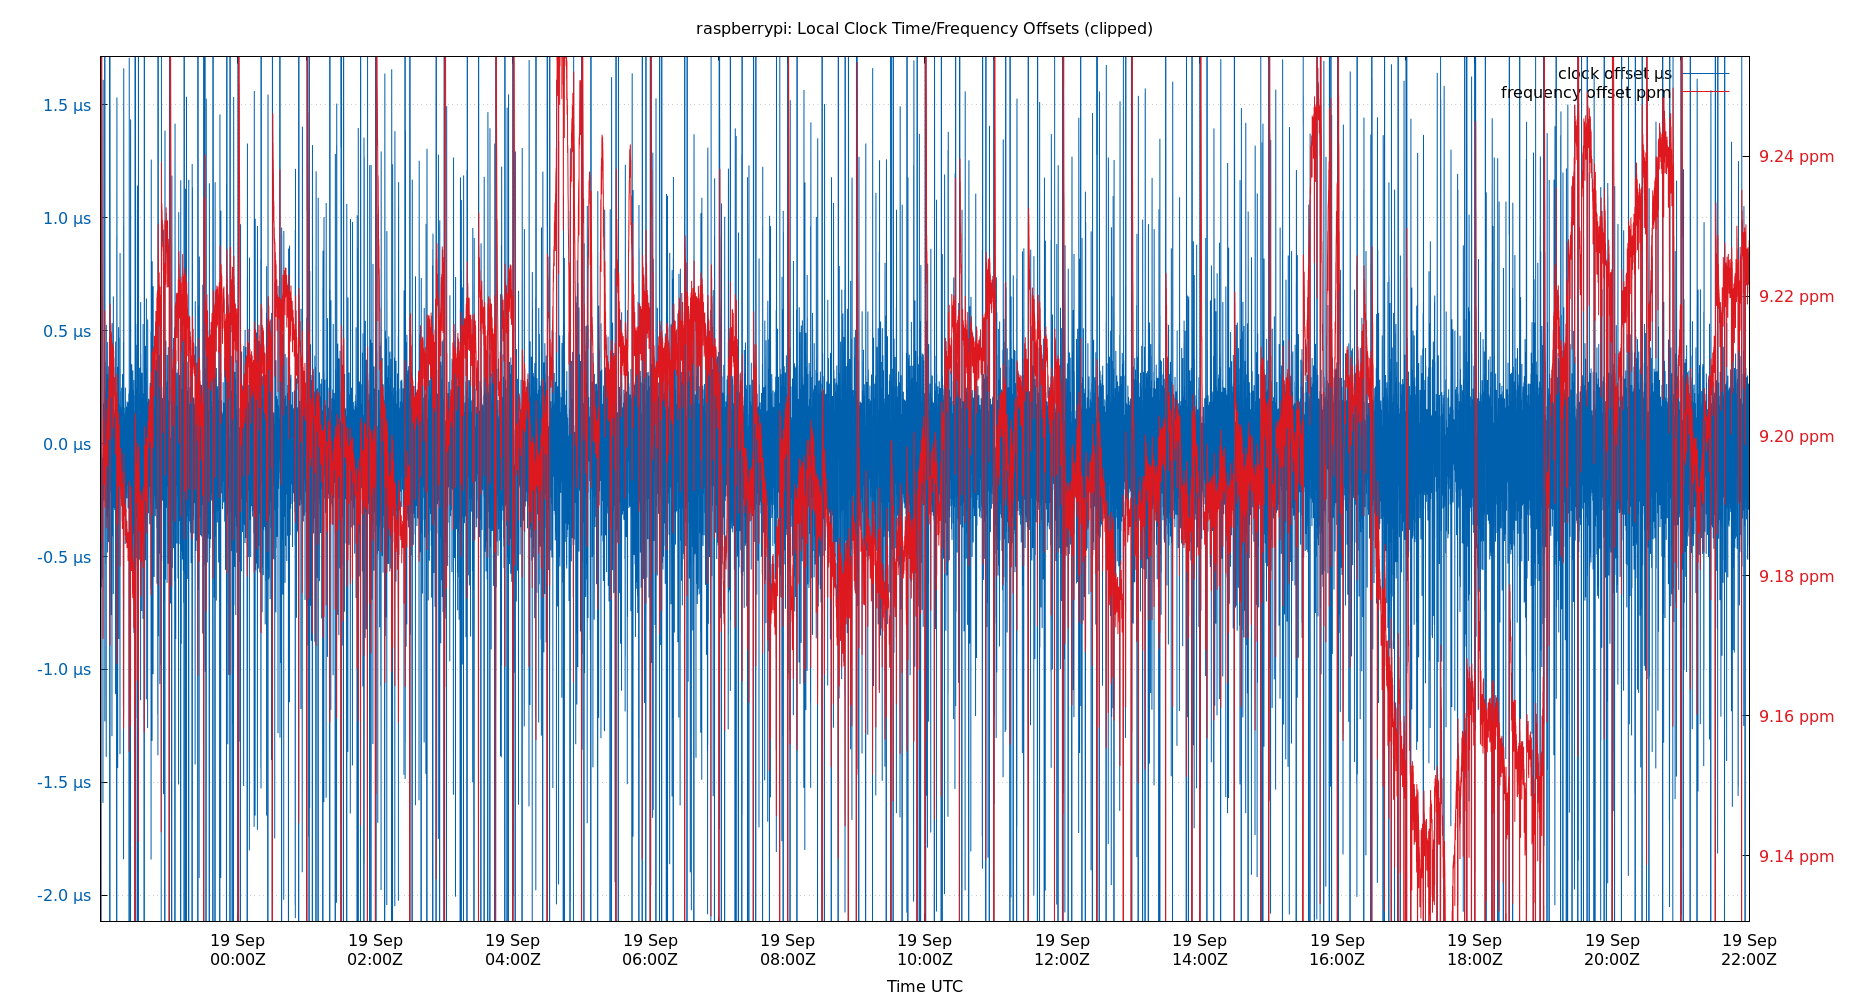 raspberrypi: Local Clock Time/Frequency Offsets (clipped)
clock offset µs
frequency offset ppm
1.5 µs
1.0 µs
0.5 µs
0.0 µs
-0.5 µs
-1.0 µs
-1.5 µs
-2.0 µs
9.24 ppm
9.22 ppm
9.20 ppm
9.18 ppm
9.16 ppm
9.14 ppm
19 Sep 19 Sep 19 Sep 19 Sep 19 Sep 19 Sep 19 Sep 19 Sep 19 Sep 19 Sep 19 Sep 19 Sep
00:00Z 02:00Z 04:00Z 06:00Z 08:00Z 10:00Z 12:00Z 14:00Z 16:00Z 18:00Z 20:00Z 22:00Z
Time UTC